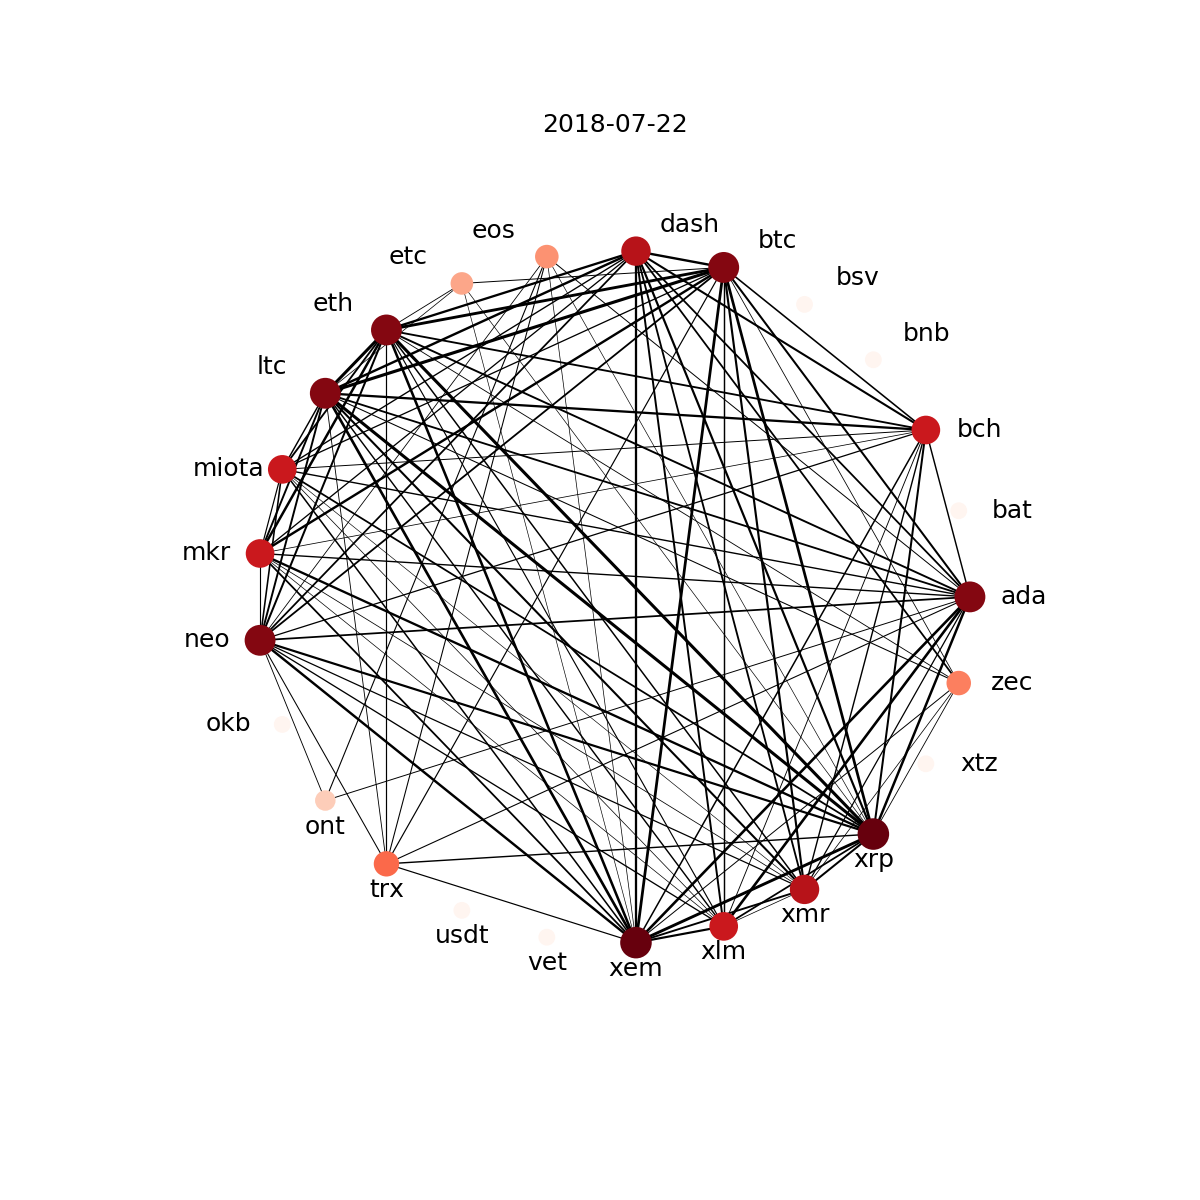 2018-07-22
dash
eos
btc
etc
bsv
eth
bnb
ltc
bch
miota
bat
mkr
ada
neo
zec
okb
xtz
ont
xrp
trx
xmr
usdt
xlm
vet
xem